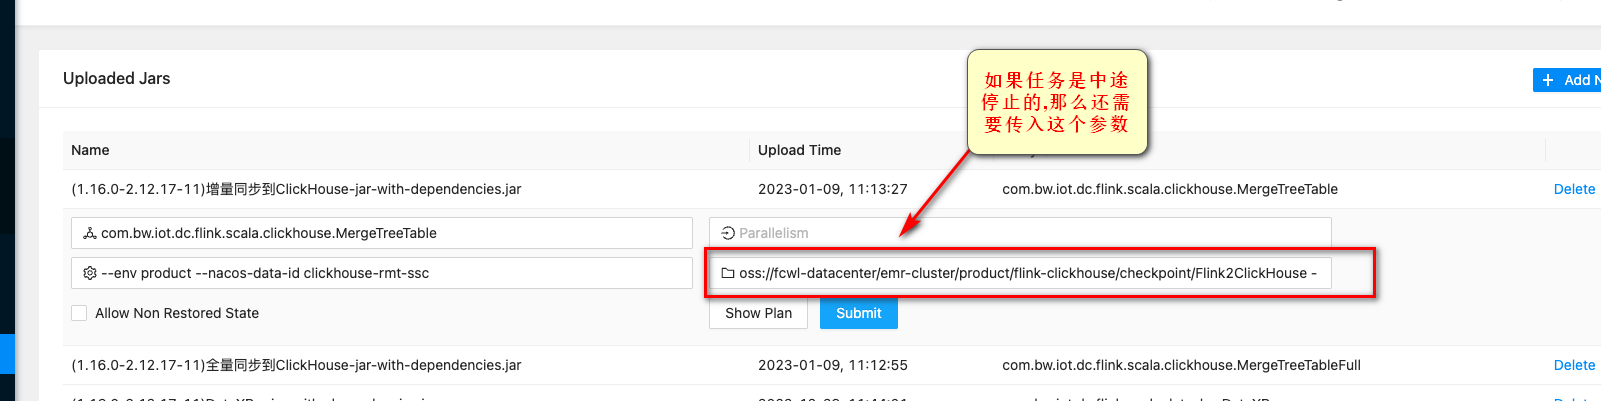 Uploaded Jars
如果任务是中途
停止的,那么还需
要传入这个参数
Add
Name
Upload Time
(1.16.0-2.12.17-11)增量同步到ClickHouse-jar-with-dependencies.jar
2023-01-09, 11:13:27
com.bw.iot.dc.flink.scala.clickhouse.MergeTreeTable
Delete
com.bw.iot.dc.flink.scala.clickhouse.MergeTreeTable
Parallelism
--env product --nacos-data-id clickhouse-rmt-ssc
oss://fcwl-datacenter/emr-cluster/product/flink-clickhouse/checkpoint/Flink2ClickHouse -
Allow Non Restored State
Show Plan
Submit
(1.16.0-2.12.17-11)全量同步到ClickHouse-jar-with-dependencies.jar
2023-01-09, 11:12:55
com.bw.iot.dc.flink.scala.clickhouse.MergeTreeTableFull
Delete